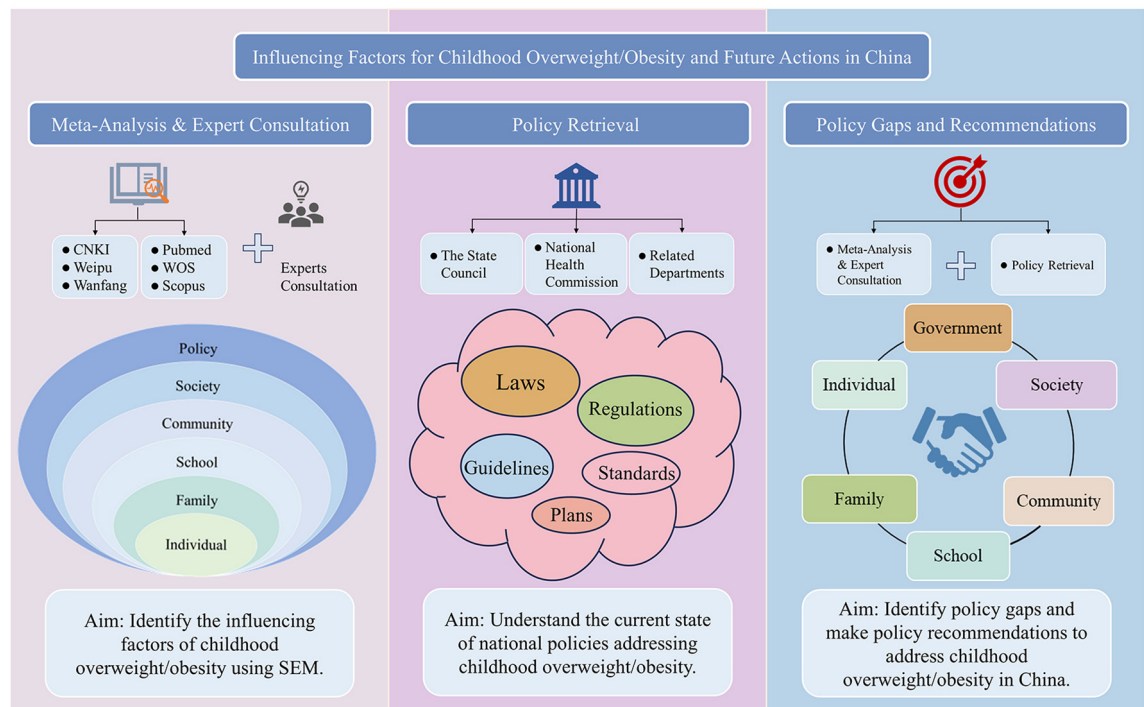 Influencing Factors for Childhood Overweight/Obesity and Future Actions in China
Meta-Analysis & Expert Consultation
● CNKI
● Weipu
● Wanfang
● Pubmed
● WOS
● Scopus
Experts
Consultation
Policy
Society
Community
School
Family
Individual
Aim: Identify the influencing
factors of childhood
overweight/obesity using SEM.
Policy Retrieval
● The State
Council
● National
Health
Commission
● Related
Departments
Laws
Regulations
Guidelines
Standards
Plans
Aim: Understand the current state
of national policies addressing
childhood overweight/obesity.
Policy Gaps and Recommendations
● Meta-Analysis
& Expert
Consultation
● Policy Retrieval
Government
Individual
Society
Family
Community
School
Aim: Identify policy gaps and
make policy recommendations to
address childhood
overweight/obesity in China.